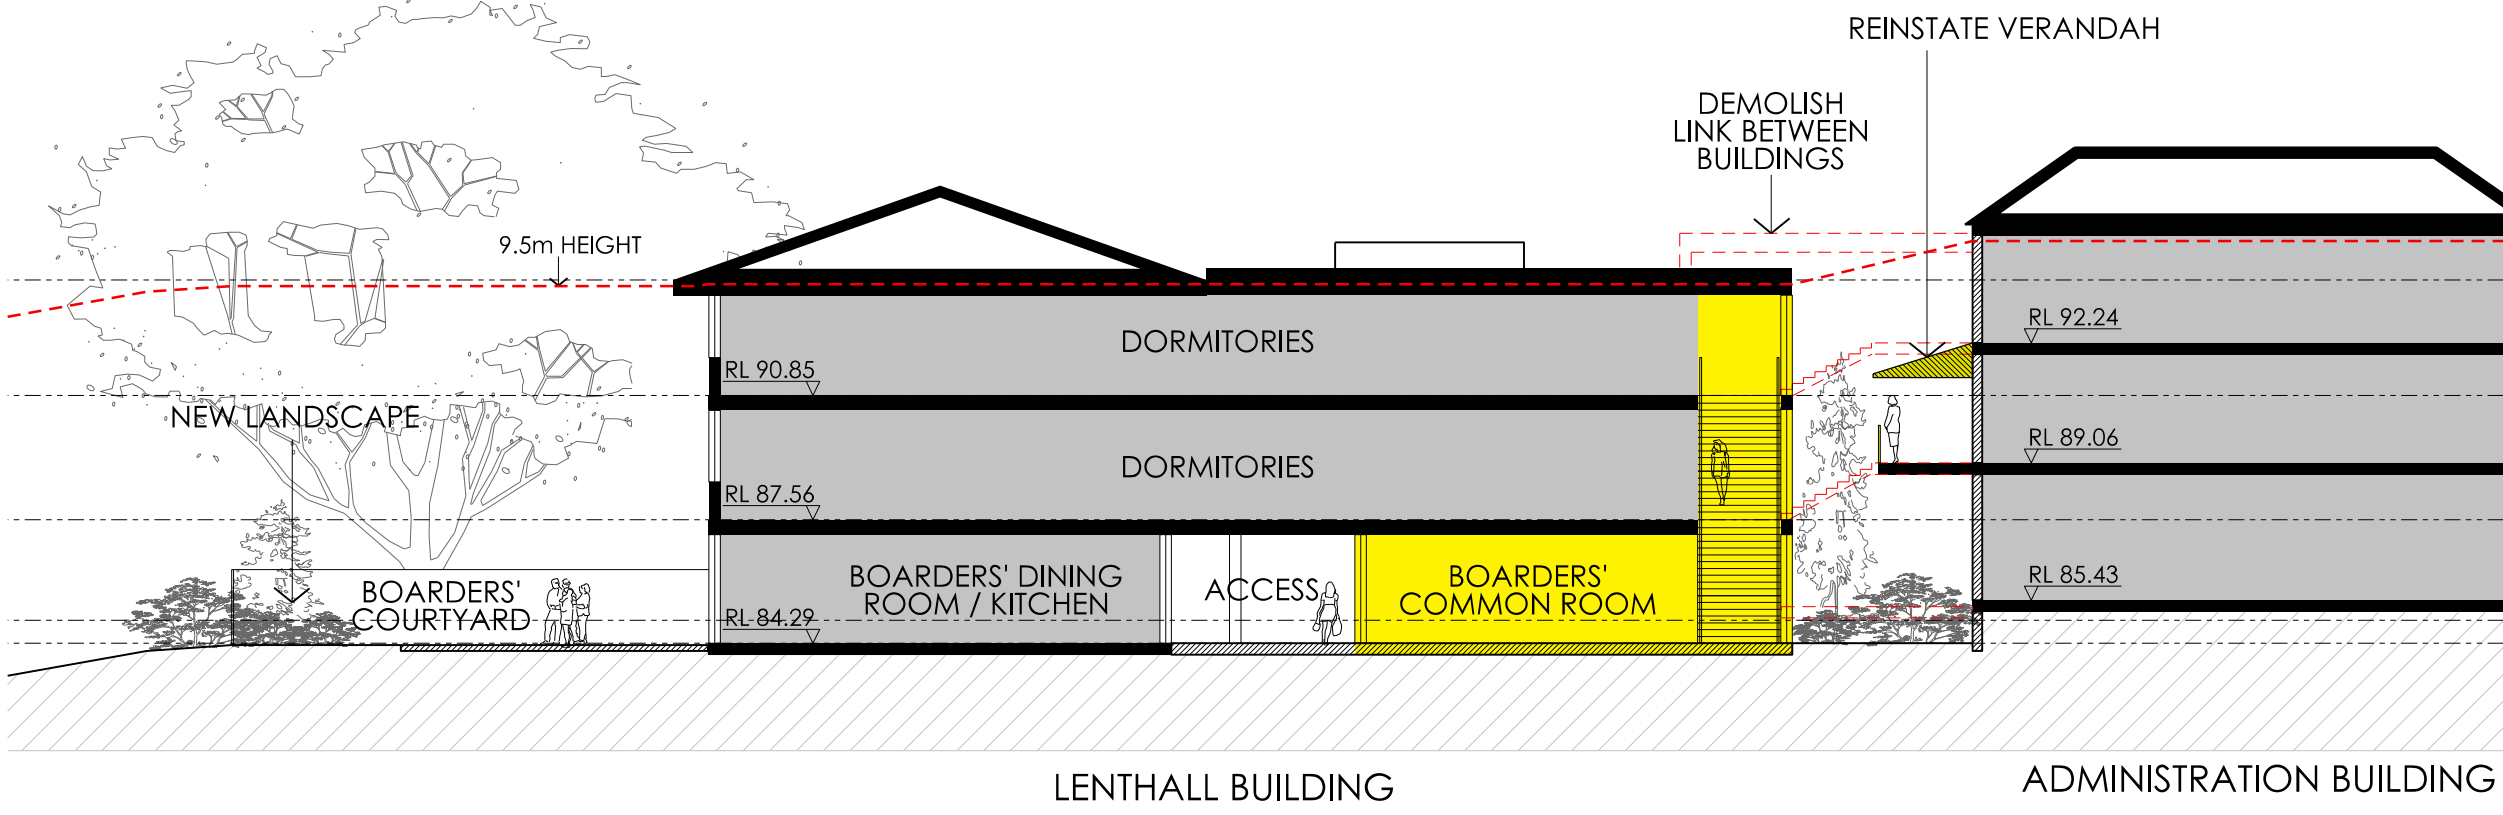 REINSTATE VERANDAH
DEMOLISH
LINK BETWEEN
BUILDINGS
9.5m HEIGHT
DORMITORIES
RL 92.24
RL 90.85
NEW LANDSCAPE
RL 89.06
DORMITORIES
RL 87.56
BOARDERS'
COURTYARD
BOARDERS' DINING
ROOM / KITCHEN
ACCESS
BOARDERS'
COMMON ROOM
RL 85.43
RL 84.29
LENTHALL BUILDING
ADMINISTRATION BUILDING